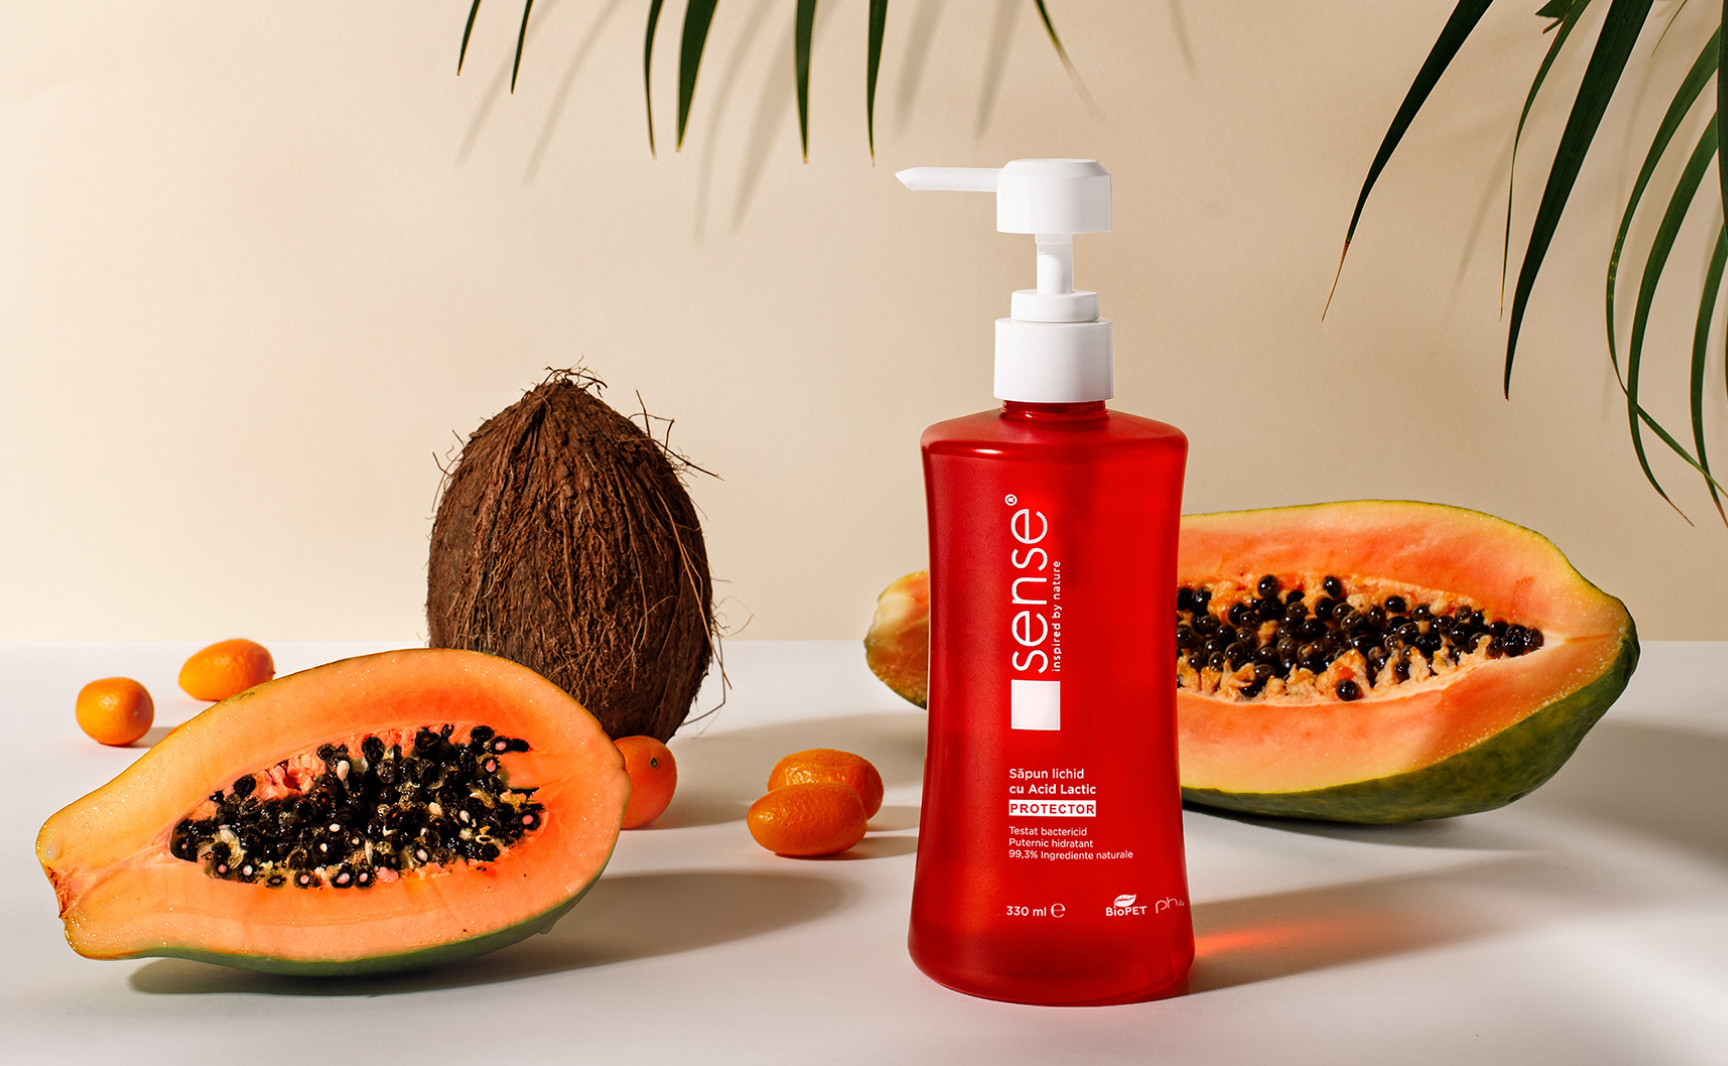 sense®
inspired by nature
Săpun lichid
cu Acid Lactic
PROTECTOR
Testat bactericid
Puternic hidratant
99,3% Ingrediente naturale
330 ml ℮
BioPET
ph4